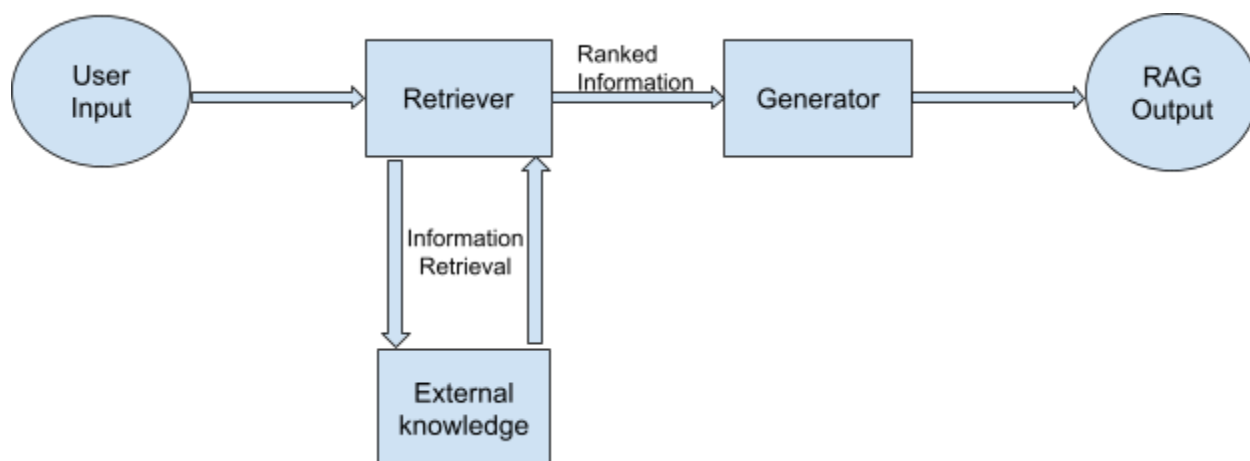 User
Input
Retriever
Ranked
Information
Generator
RAG
Output
Information
Retrieval
External
knowledge